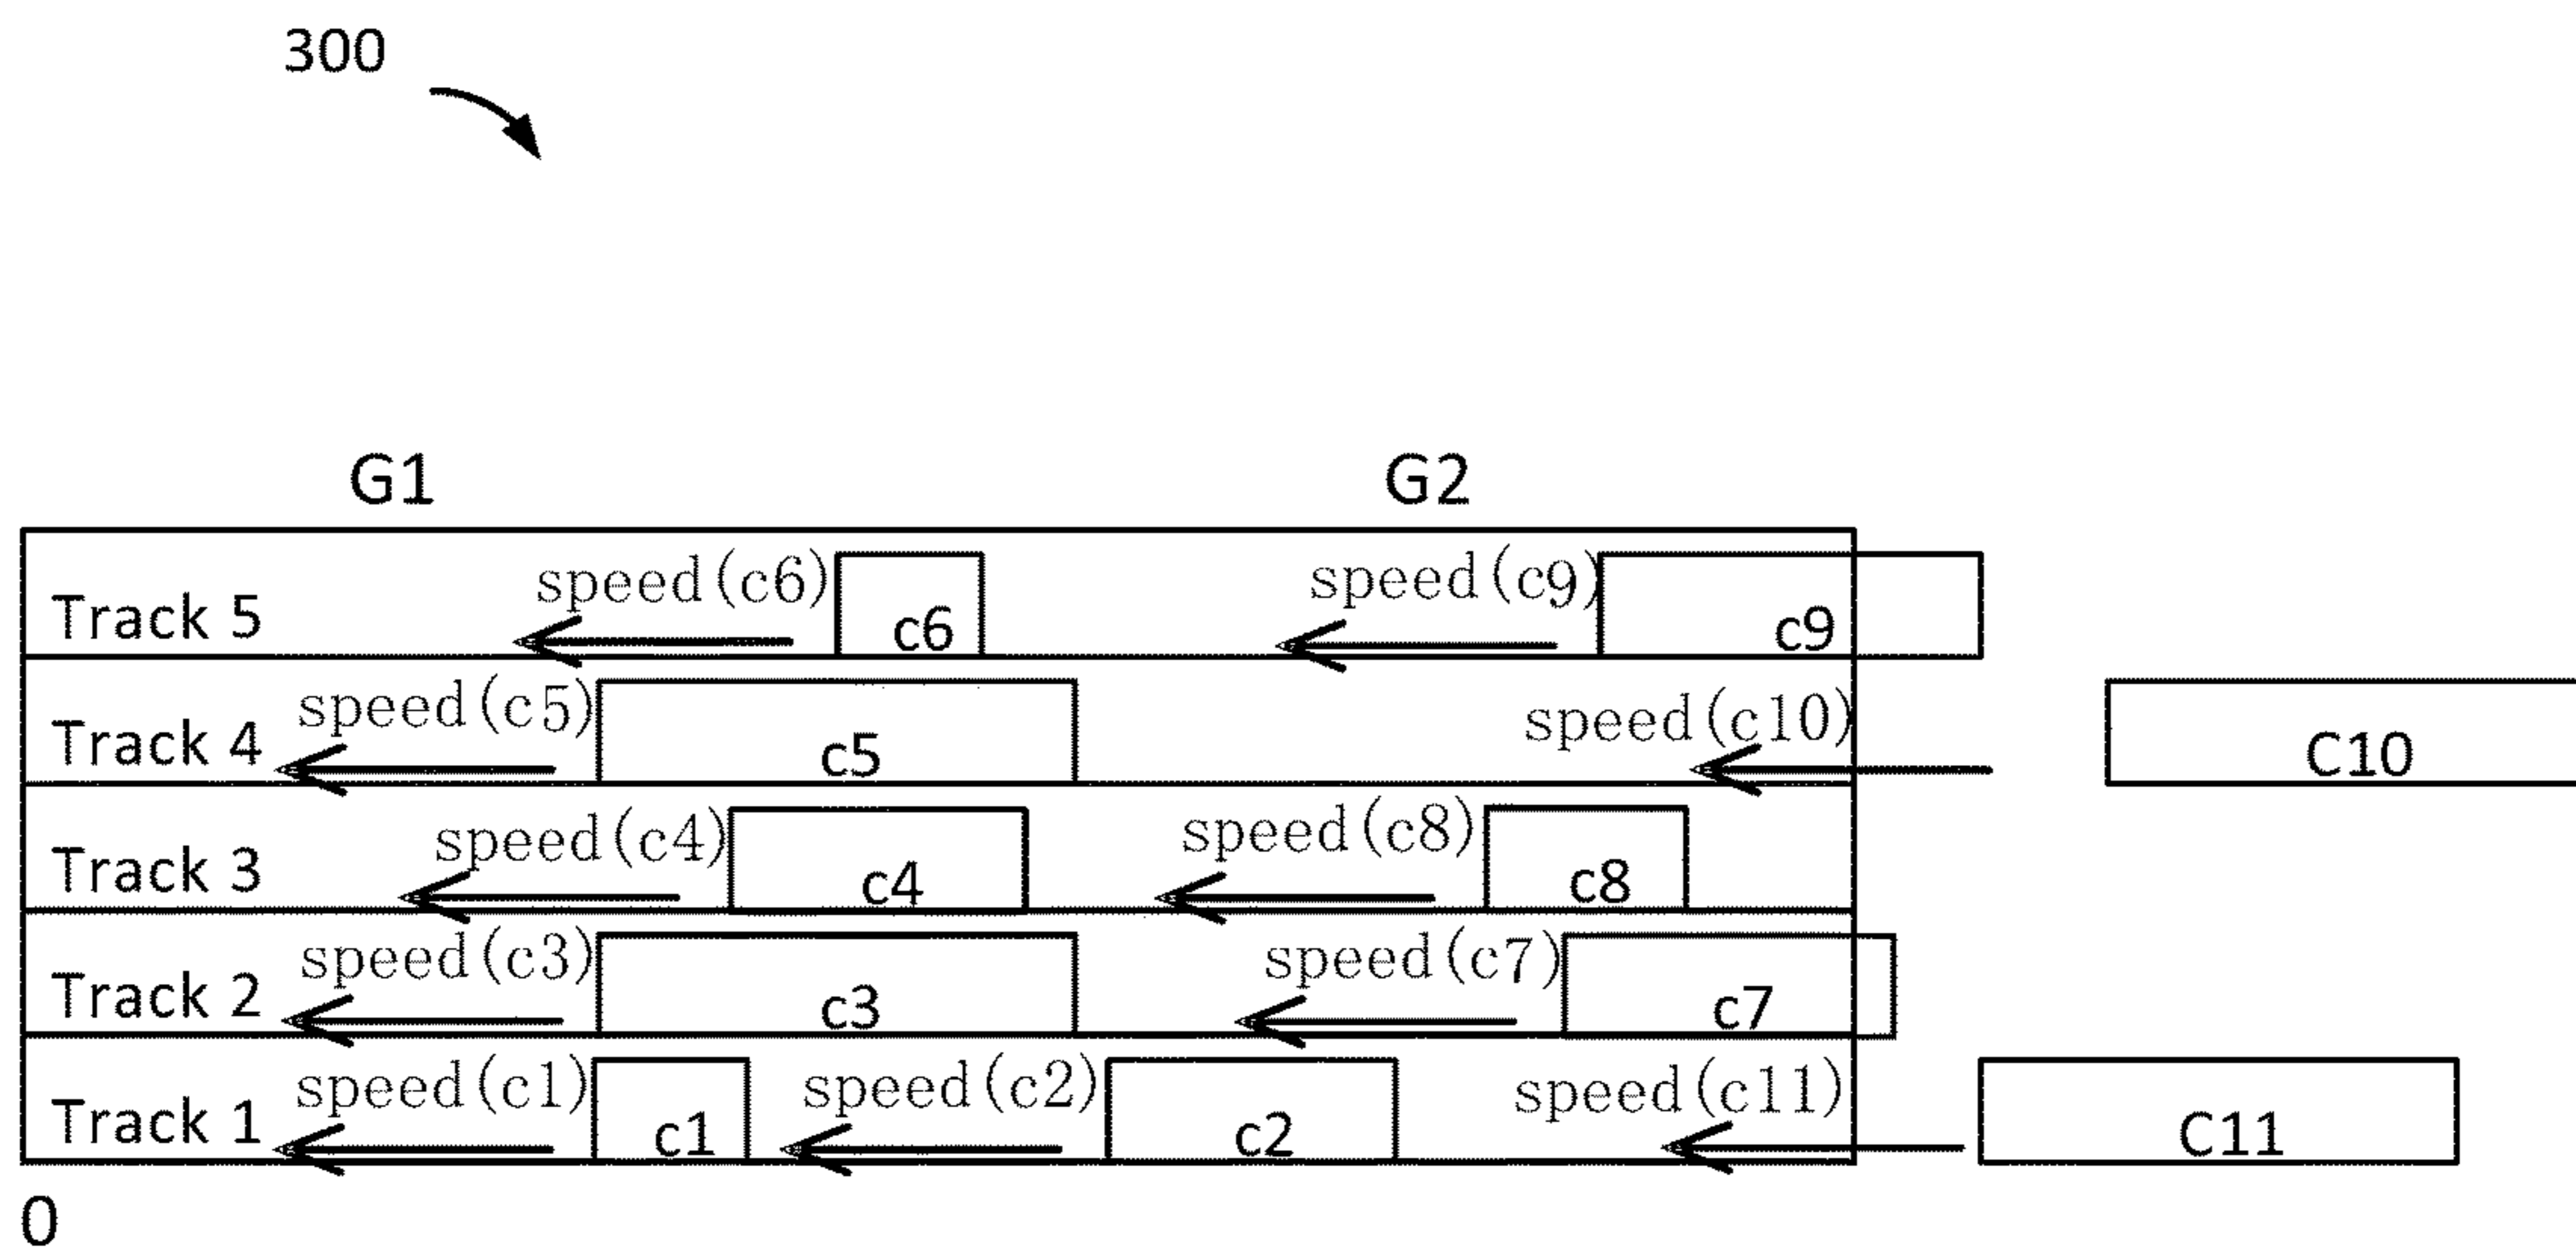 300
G1 G2
speed(c6) speed(c9)
Track 5 c6 c9
speed(c5) speed(c10)
Track 4 c5 C10
speed(c4) speed(c8)
Track 3 c4 c8
speed(c3) speed(c7)
Track 2 c3 c7
speed(c1) speed(c2) speed(c11)
Track 1 c1 c2 C11
0